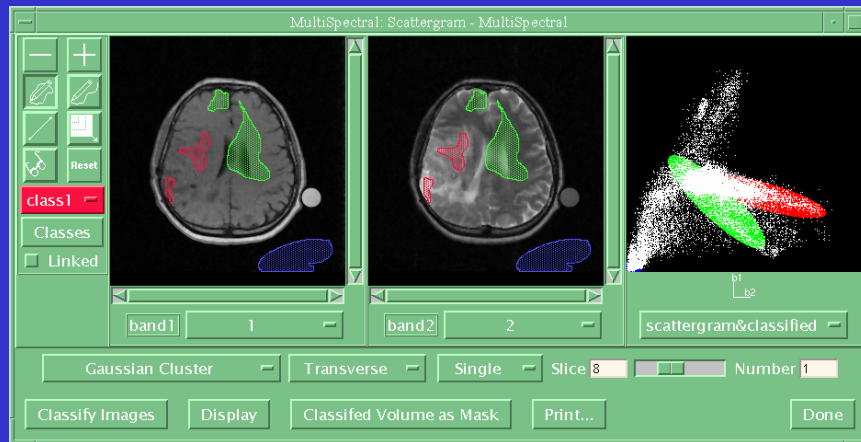 MultiSpectral: Scattergram - MultiSpectral
Reset
class1
Classes
Linked
band1 1 band2 2
b1
b2
scattergram&classified
Gaussian Cluster Transverse Single Slice 8 Number 1
Classify Images Display Classifed Volume as Mask Print... Done